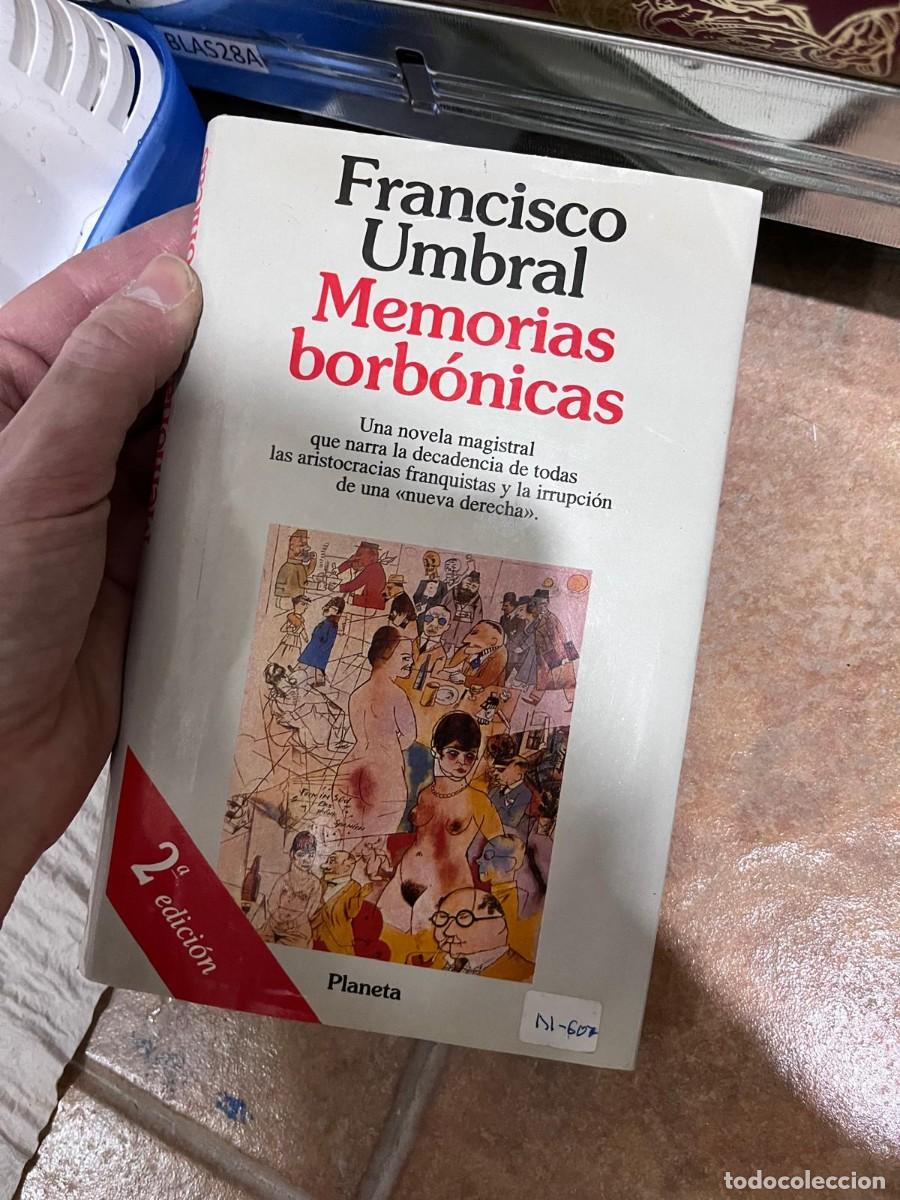 BLAS28A
Francisco
Umbral
Memorias
borbónicas
Una novela magistral
que narra la decadencia de todas
las aristocracias franquistas y la irrupción
de una «nueva derecha».
2ª edición
Planeta
todocoleccion